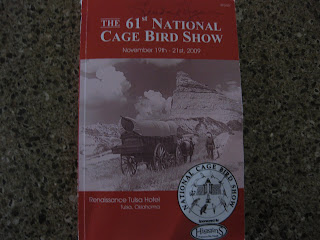 THE 61st NATIONAL
CAGE BIRD SHOW
November 19th - 21st, 2009
Renaissance Tulsa Hotel
Tulsa, Oklahoma
NATIONAL CAGE BIRD SHOW
Higgins